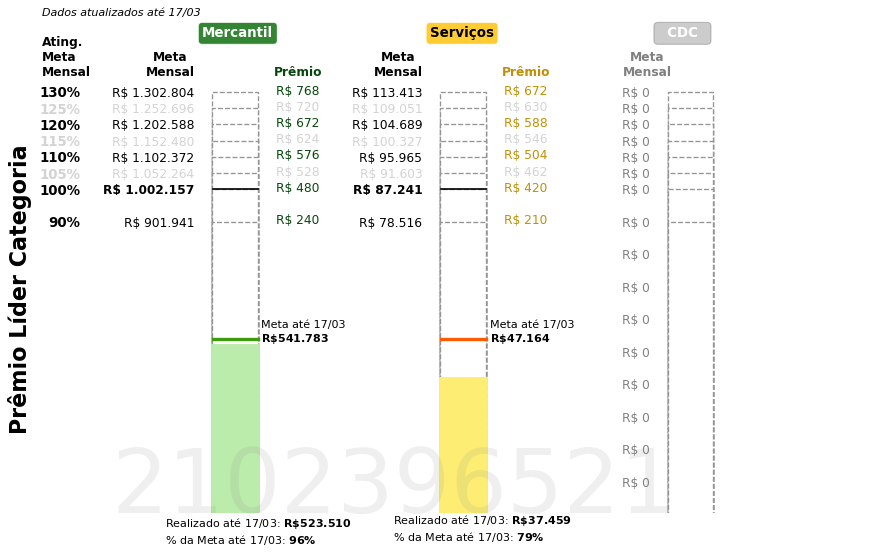 Dados atualizados até 17/03
Mercantil Serviços CDC
Ating. Meta Mensal Meta Mensal Prêmio Meta Mensal Prêmio Meta Mensal
130% R$ 1.302.804 R$ 768 R$ 113.413 R$ 672 R$ 0
125% R$ 1.252.696 R$ 720 R$ 109.051 R$ 630 R$ 0
120% R$ 1.202.588 R$ 672 R$ 104.689 R$ 588 R$ 0
115% R$ 1.152.480 R$ 624 R$ 100.327 R$ 546 R$ 0
110% R$ 1.102.372 R$ 576 R$ 95.965 R$ 504 R$ 0
105% R$ 1.052.264 R$ 528 R$ 91.603 R$ 462 R$ 0
100% R$ 1.002.157 R$ 480 R$ 87.241 R$ 420 R$ 0
90% R$ 901.941 R$ 240 R$ 78.516 R$ 210 R$ 0
R$ 0
R$ 0
R$ 0
R$ 0
R$ 0
R$ 0
R$ 0
R$ 0
Meta até 17/03 Meta até 17/03
R$541.783 R$47.164
Prêmio Líder Categoria
2102396521
Realizado até 17/03: R$523.510 Realizado até 17/03: R$37.459
% da Meta até 17/03: 96% % da Meta até 17/03: 79%